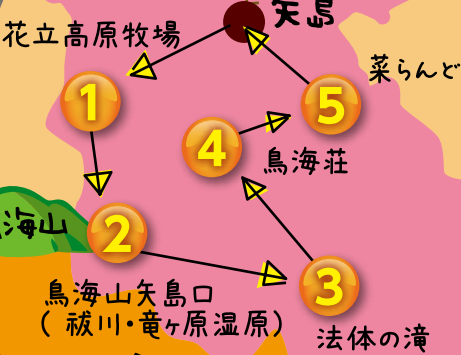 矢島
花立高原牧場
菜らんど
1
5
4
鳥海荘
海山
2
3
鳥海山矢島口
( 祓川・竜ヶ原湿原)
法体の滝